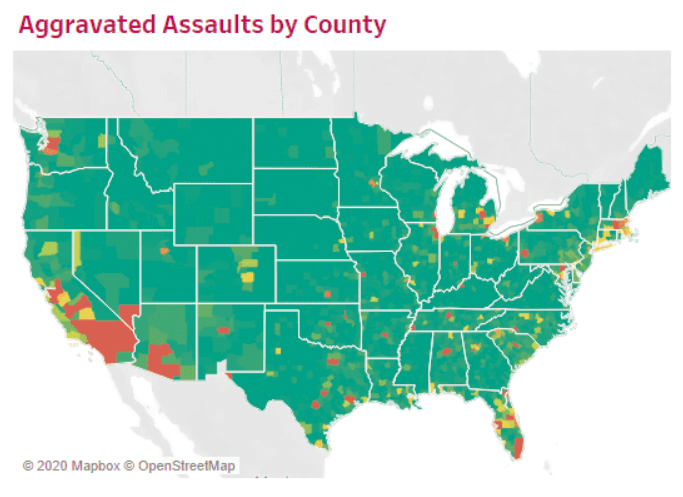 Aggravated Assaults by County
© 2020 Mapbox © OpenStreetMap